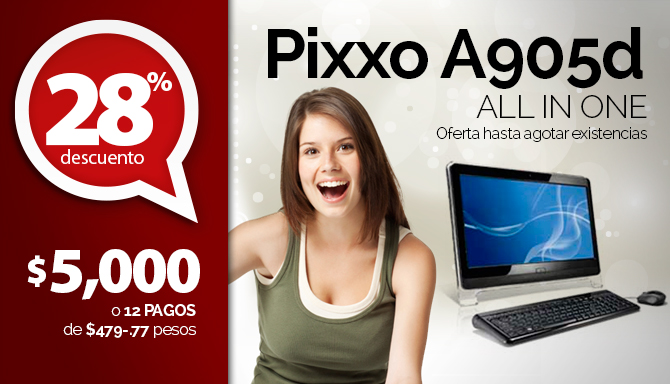 28%
descuento
$5,000
o 12 PAGOS
de $479-.77 pesos
Pixxo A905d
ALL IN ONE
Oferta hasta agotar existencias